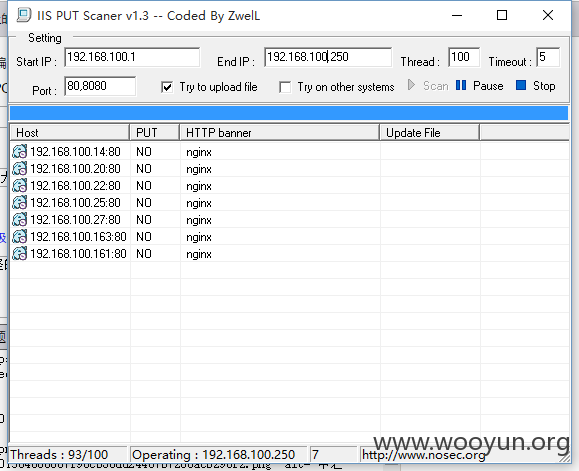 IIS PUT Scaner v1.3 -- Coded By ZwelL
Setting
Start IP : 192.168.100.1 End IP : 192.168.100.250 Thread : 100 Timeout : 5
Port : 80,8080 Try to upload file Try on other systems Scan Pause Stop
Host PUT HTTP banner Update File
192.168.100.14:80 NO nginx
192.168.100.20:80 NO nginx
192.168.100.22:80 NO nginx
192.168.100.25:80 NO nginx
192.168.100.27:80 NO nginx
192.168.100.163:80 NO nginx
192.168.100.161:80 NO nginx
www.wooyun.org
Threads : 93/100 Operating : 192.168.100.250 7 http://www.nosec.org